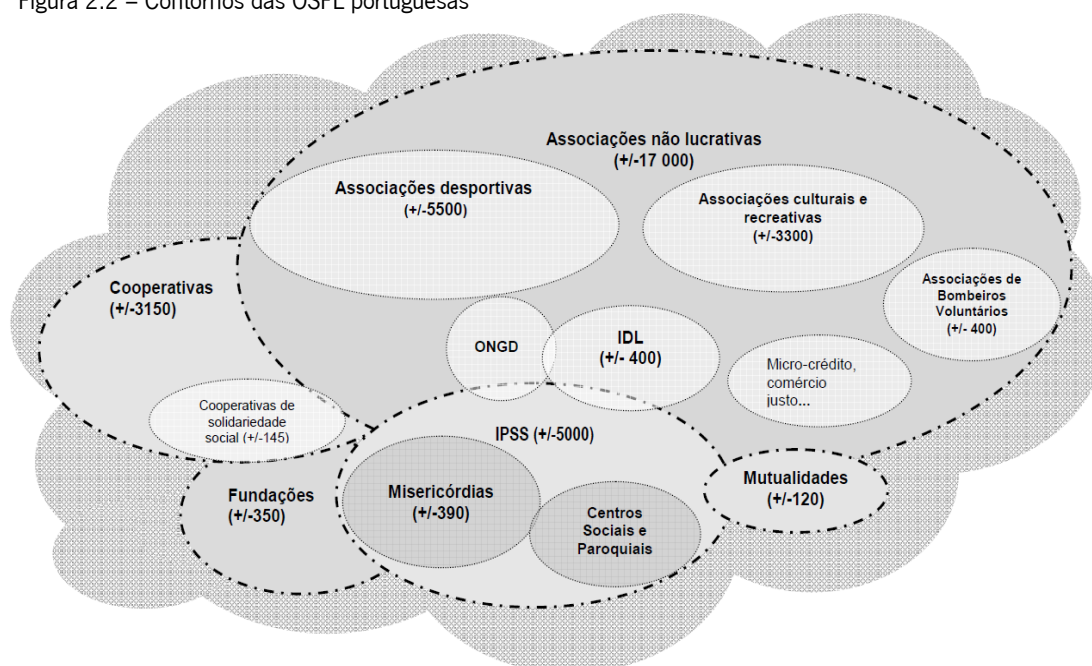 Figura 2.2 – Contornos das OSFL portuguesas
Associações não lucrativas
(+/-17 000)
Associações desportivas
(+/-5500)
Associações culturais e
recreativas
(+/-3300)
Cooperativas
(+/-3150)
Associações de
Bombeiros
Voluntários
(+/- 400)
ONGD
IDL
(+/- 400)
Micro-crédito,
comércio
justo...
Cooperativas de
solidariedade
social (+/-145)
IPSS (+/-5000)
Fundações
(+/-350)
Misericórdias
(+/-390)
Mutualidades
(+/-120)
Centros
Sociais e
Paroquiais